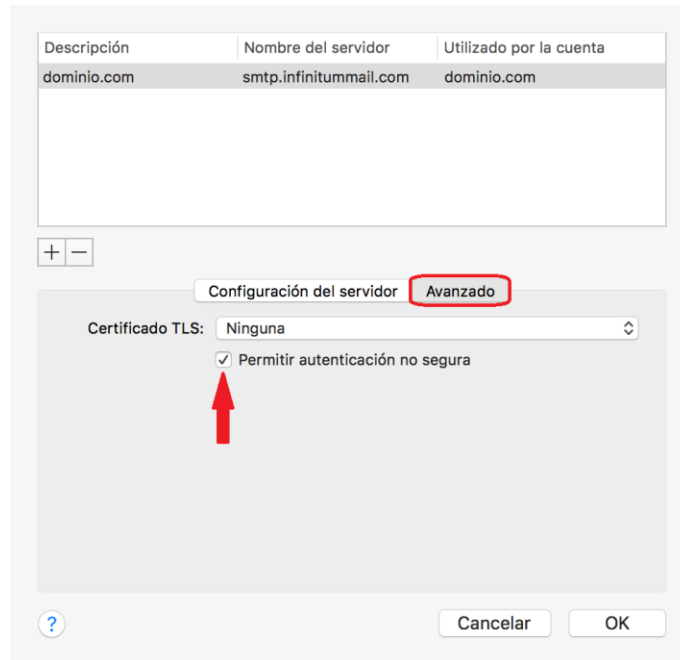 Descripción Nombre del servidor Utilizado por la cuenta
dominio.com smtp.infinitummail.com dominio.com
+ −
Configuración del servidor Avanzado
Certificado TLS: Ninguna
Permitir autenticación no segura
? Cancelar OK